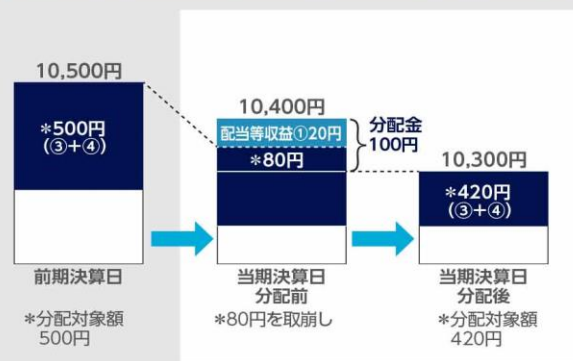 10,500円
*500円
(③+④)
前期決算日
*分配対象額
500円
10,400円
配当等収益①20円
*80円
分配金
100円
当期決算日
分配前
*80円を取崩し
10,300円
*420円
(③+④)
当期決算日
分配後
*分配対象額
420円